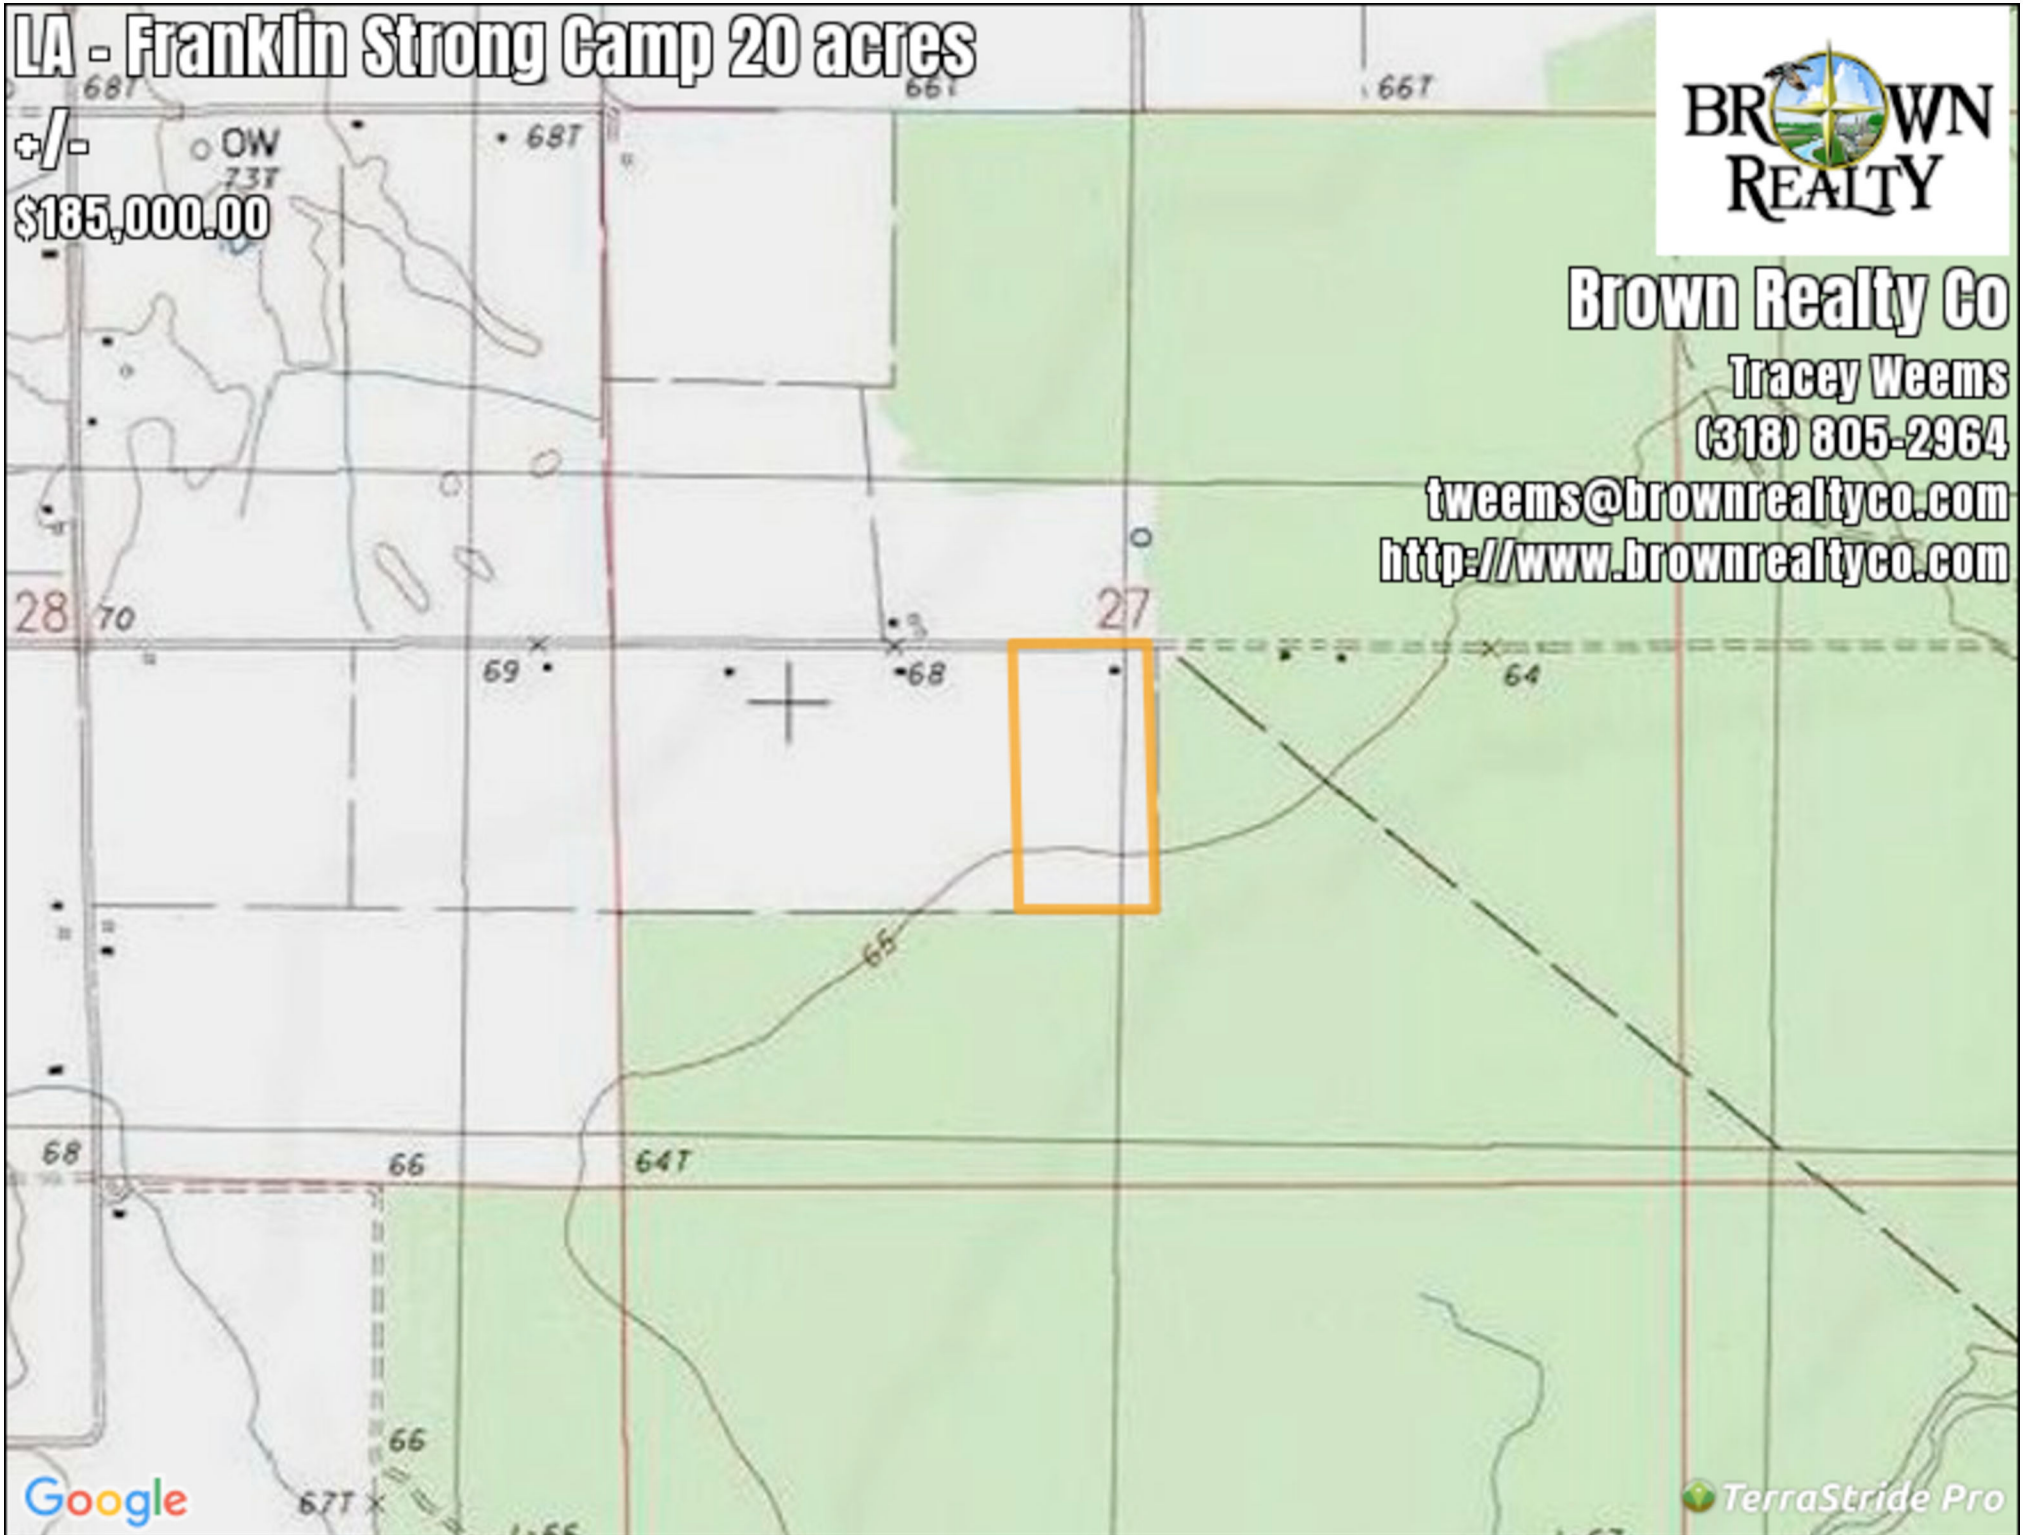 LA - Franklin Strong Camp 20 acres
+/-
$185,000.00
BROWN
REALTY
Brown Realty Co
Tracey Weems
(318) 805-2964
tweems@brownrealtyco.com
http://www.brownrealtyco.com
68T
66T
66T
OW
73T
68T
28
70
27
69
68
64
65
68
66
64T
66
67T
Google
TerraStride Pro